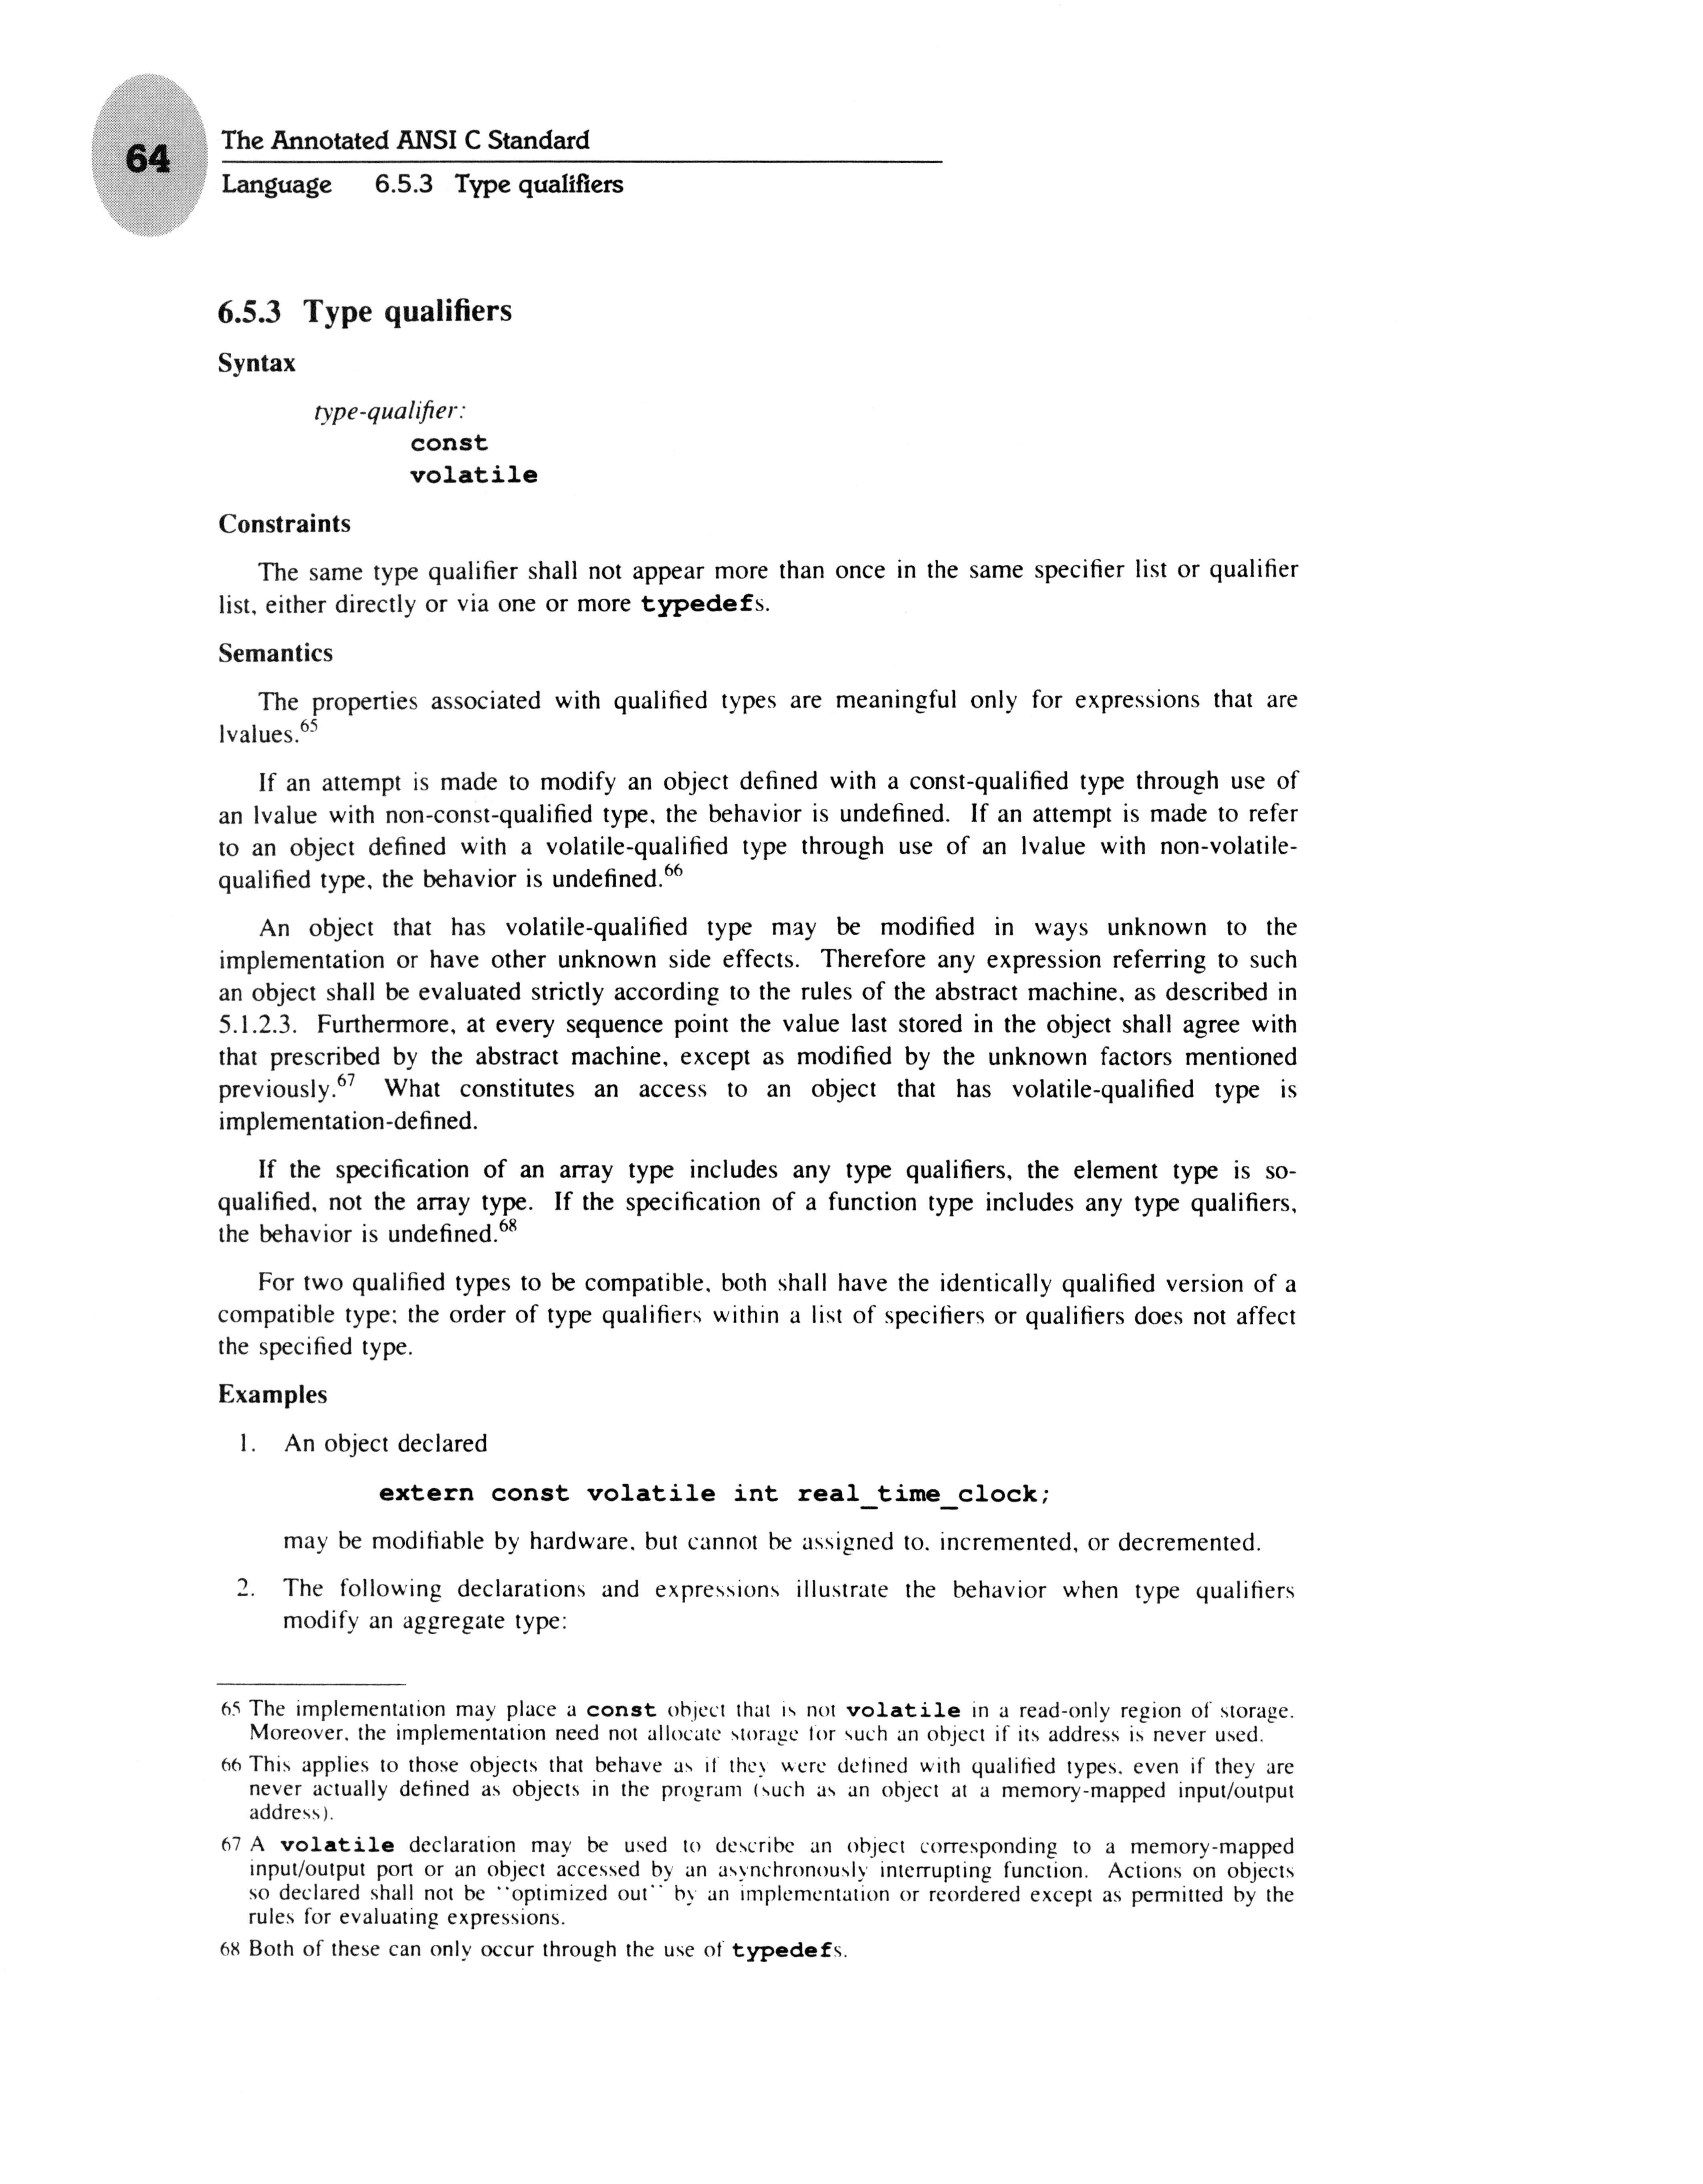 64
The Annotated ANSI C Standard
Language 6.5.3 Type qualifiers
6.5.3 Type qualifiers
Syntax
type-qualifier:
const
volatile
Constraints
The same type qualifier shall not appear more than once in the same specifier list or qualifier
list, either directly or via one or more typedefs.
Semantics
The properties associated with qualified types are meaningful only for expressions that are
lvalues.65
If an attempt is made to modify an object defined with a const-qualified type through use of
an lvalue with non-const-qualified type, the behavior is undefined. If an attempt is made to refer
to an object defined with a volatile-qualified type through use of an lvalue with non-volatile-
qualified type, the behavior is undefined.66
An object that has volatile-qualified type may be modified in ways unknown to the
implementation or have other unknown side effects. Therefore any expression referring to such
an object shall be evaluated strictly according to the rules of the abstract machine, as described in
5.1.2.3. Furthermore, at every sequence point the value last stored in the object shall agree with
that prescribed by the abstract machine, except as modified by the unknown factors mentioned
previously.67 What constitutes an access to an object that has volatile-qualified type is
implementation-defined.
If the specification of an array type includes any type qualifiers, the element type is so-
qualified, not the array type. If the specification of a function type includes any type qualifiers,
the behavior is undefined.68
For two qualified types to be compatible, both shall have the identically qualified version of a
compatible type; the order of type qualifiers within a list of specifiers or qualifiers does not affect
the specified type.
Examples
1. An object declared
extern const volatile int real_time_clock;
may be modifiable by hardware, but cannot be assigned to, incremented, or decremented.
2. The following declarations and expressions illustrate the behavior when type qualifiers
modify an aggregate type:
65 The implementation may place a const object that is not volatile in a read-only region of storage.
Moreover, the implementation need not allocate storage for such an object if its address is never used.
66 This applies to those objects that behave as if they were defined with qualified types, even if they are
never actually defined as objects in the program (such as an object at a memory-mapped input/output
address).
67 A volatile declaration may be used to describe an object corresponding to a memory-mapped
input/output port or an object accessed by an asynchronously interrupting function. Actions on objects
so declared shall not be "optimized out" by an implementation or reordered except as permitted by the
rules for evaluating expressions.
68 Both of these can only occur through the use of typedefs.